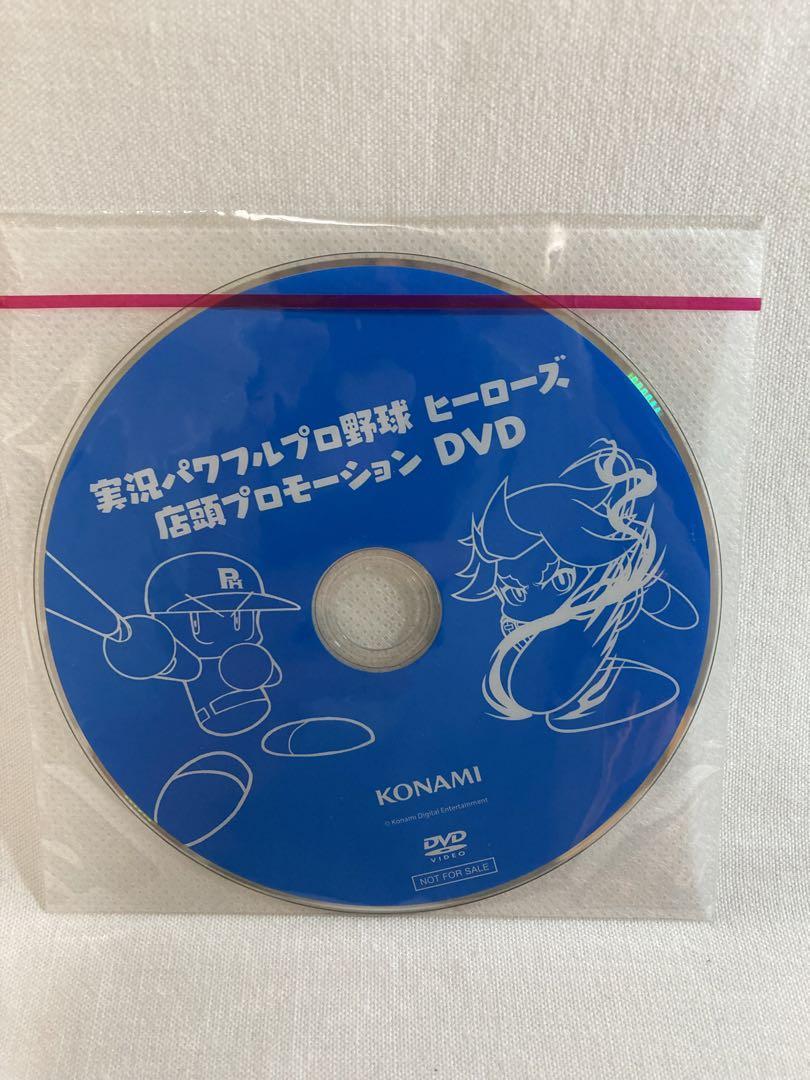 実況パワフルプロ野球 ヒーローズ
店頭プロモーション DVD
PH
KONAMI
© Konami Digital Entertainment
DVD
VIDEO
NOT FOR SALE